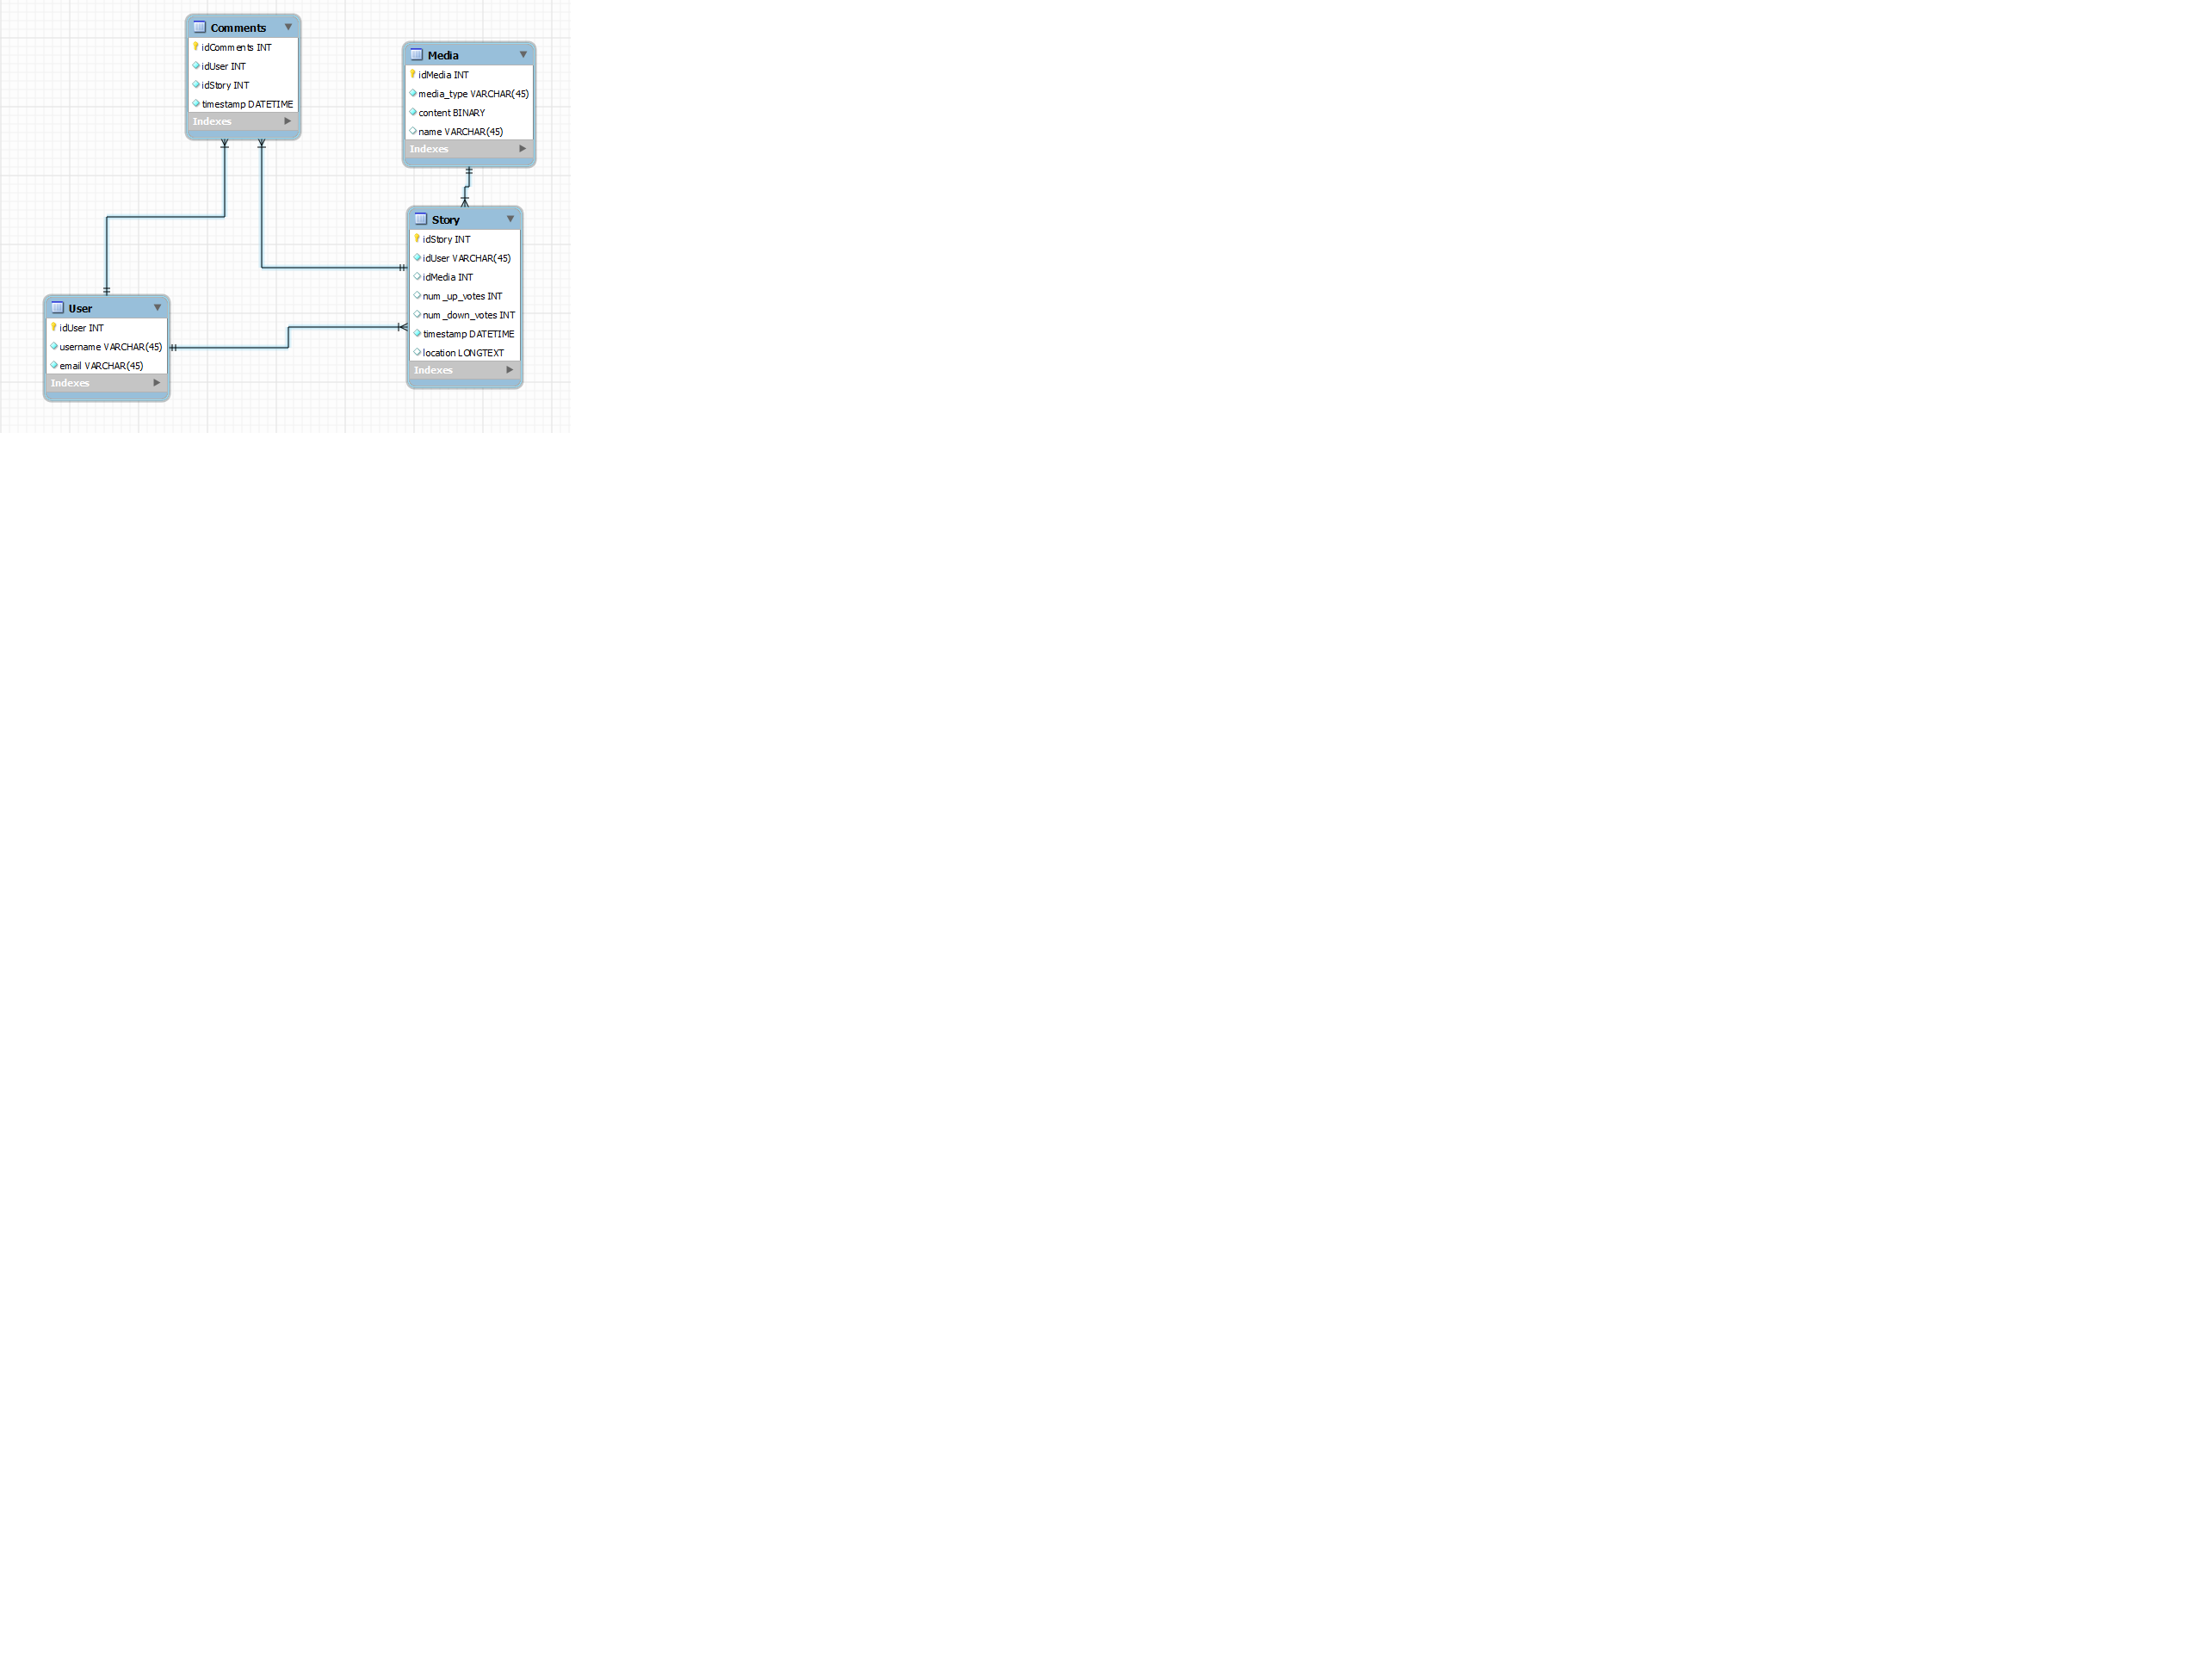 Comments
idComments INT
idUser INT
idStory INT
timestamp DATETIME
Indexes
Media
idMedia INT
media_type VARCHAR(45)
content BINARY
name VARCHAR(45)
Indexes
Story
idStory INT
idUser VARCHAR(45)
idMedia INT
num_up_votes INT
num_down_votes INT
timestamp DATETIME
location LONGTEXT
Indexes
User
idUser INT
username VARCHAR(45)
email VARCHAR(45)
Indexes